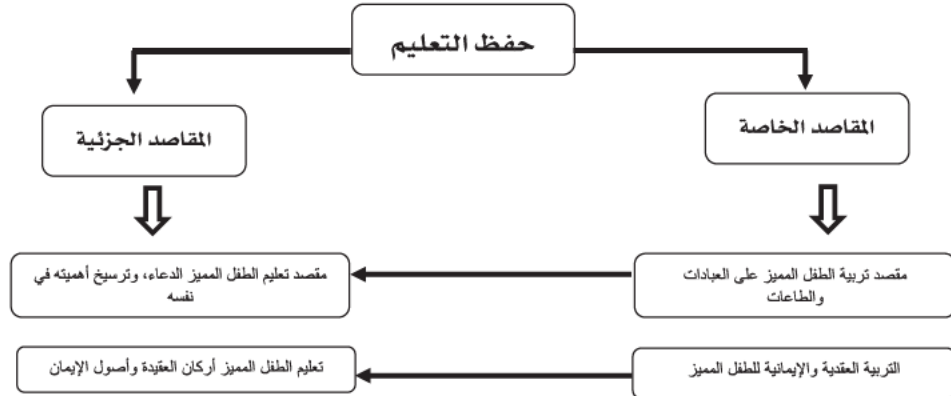 حفظ التعليم
المقاصد الخاصة
المقاصد الجزئية
مقصد تربية الطفل المميز على العبادات
والطاعات
مقصد تعليم الطفل المميز الدعاء، وترسيخ أهميته في
نفسه
التربية العقدية والإيمانية للطفل المميز
تعليم الطفل المميز أركان العقيدة وأصول الإيمان